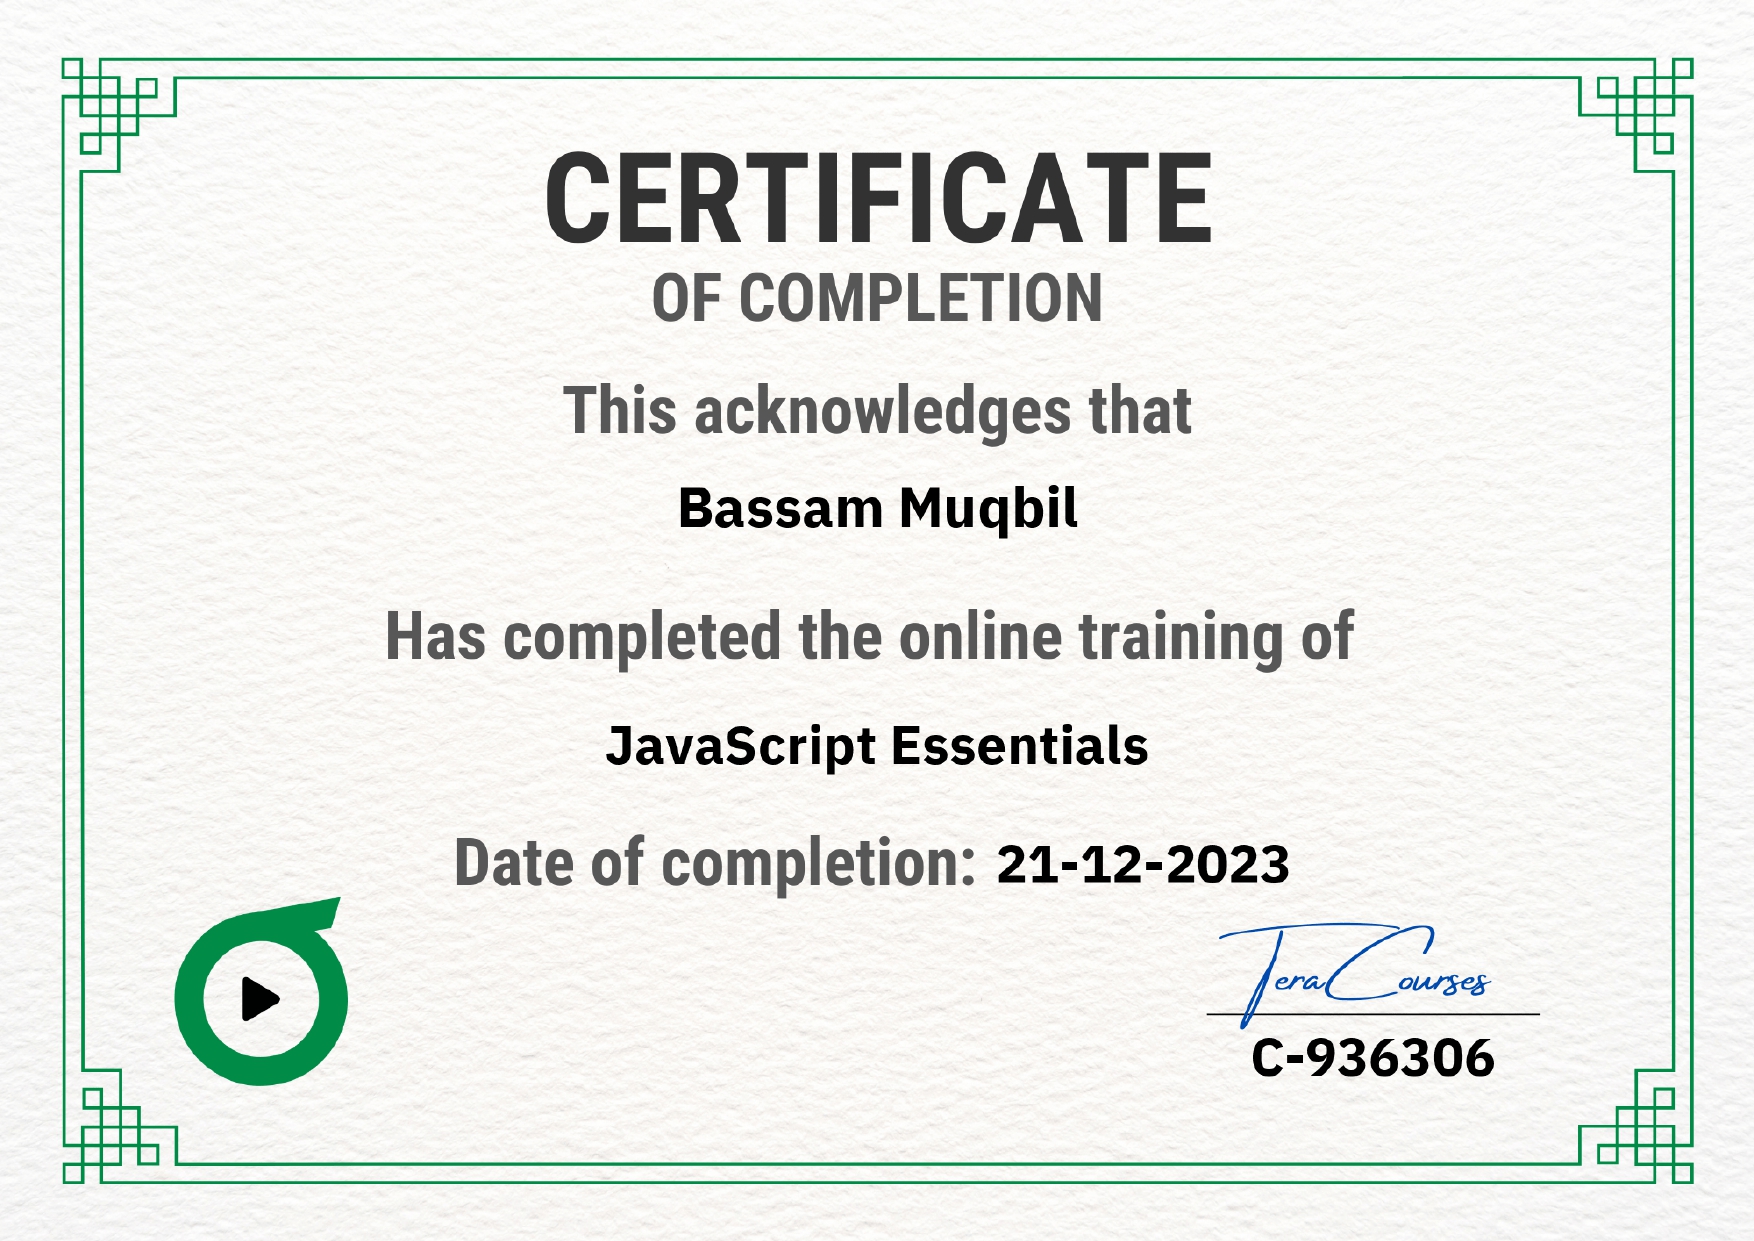 CERTIFICATE
OF COMPLETION
This acknowledges that
Bassam Muqbil
Has completed the online training of
JavaScript Essentials
Date of completion: 21-12-2023
TeraCourses
C-936306